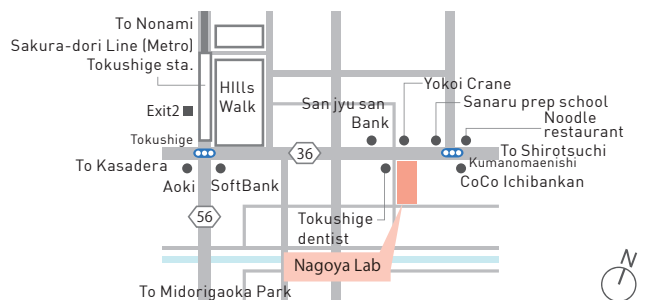 To Nonami
Sakura-dori Line (Metro)
Tokushige sta.
HIlls
Walk
Exit2
Tokushige
To Kasadera
Aoki
SoftBank
36
56
San jyu san
Bank
Yokoi Crane
Sanaru prep school
Noodle
restaurant
To Shirotsuchi
Kumanomaenishi
CoCo Ichibankan
Tokushige
dentist
Nagoya Lab
To Midorigaoka Park
N